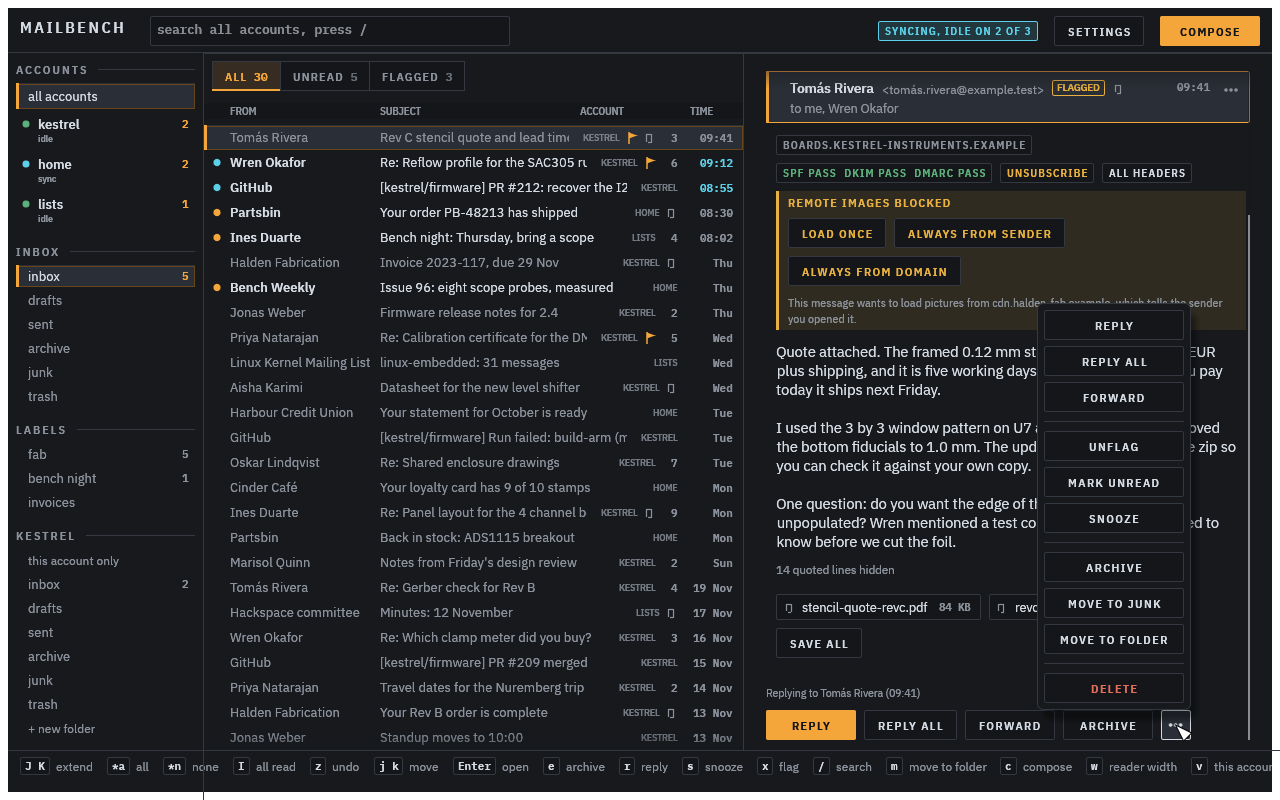 MAILBENCH
search all accounts, press /
SYNCING, IDLE ON 2 OF 3
SETTINGS
COMPOSE
ACCOUNTS
all accounts
kestrel 2
idle
home 2
sync
lists 1
idle
INBOX
inbox 5
drafts
sent
archive
junk
trash
LABELS
fab 5
bench night 1
invoices
KESTREL
this account only
inbox 2
drafts
sent
archive
junk
trash
+ new folder
ALL 30 UNREAD 5 FLAGGED 3
FROM SUBJECT ACCOUNT TIME
Tomás Rivera Rev C stencil quote and lead time KESTREL 3 09:41
Wren Okafor Re: Reflow profile for the SAC305 ru KESTREL 6 09:12
GitHub [kestrel/firmware] PR #212: recover the I2 KESTREL 08:55
Partsbin Your order PB-48213 has shipped HOME 08:30
Ines Duarte Bench night: Thursday, bring a scope LISTS 4 08:02
Halden Fabrication Invoice 2023-117, due 29 Nov KESTREL Thu
Bench Weekly Issue 96: eight scope probes, measured HOME Thu
Jonas Weber Firmware release notes for 2.4 KESTREL 2 Wed
Priya Natarajan Re: Calibration certificate for the DM KESTREL 5 Wed
Linux Kernel Mailing List linux-embedded: 31 messages LISTS Wed
Aisha Karimi Datasheet for the new level shifter KESTREL Wed
Harbour Credit Union Your statement for October is ready HOME Tue
GitHub [kestrel/firmware] Run failed: build-arm (m KESTREL Tue
Oskar Lindqvist Re: Shared enclosure drawings KESTREL 7 Tue
Cinder Café Your loyalty card has 9 of 10 stamps HOME Mon
Ines Duarte Re: Panel layout for the 4 channel b KESTREL 9 Mon
Partsbin Back in stock: ADS1115 breakout HOME Mon
Marisol Quinn Notes from Friday's design review KESTREL 2 Sun
Tomás Rivera Re: Gerber check for Rev B KESTREL 4 19 Nov
Hackspace committee Minutes: 12 November LISTS 17 Nov
Wren Okafor Re: Which clamp meter did you buy? KESTREL 3 16 Nov
GitHub [kestrel/firmware] PR #209 merged KESTREL 15 Nov
Priya Natarajan Travel dates for the Nuremberg trip KESTREL 2 14 Nov
Halden Fabrication Your Rev B order is complete KESTREL 13 Nov
Jonas Weber Standup moves to 10:00 KESTREL 13 Nov
Tomás Rivera <tomás.rivera@example.test> FLAGGED 09:41 •••
to me, Wren Okafor
BOARDS.KESTREL-INSTRUMENTS.EXAMPLE
SPF PASS DKIM PASS DMARC PASS UNSUBSCRIBE ALL HEADERS
REMOTE IMAGES BLOCKED
LOAD ONCE ALWAYS FROM SENDER
ALWAYS FROM DOMAIN
This message wants to load pictures from cdn.halden-fab.example, which tells the sender
you opened it.
Quote attached. The framed 0.12 mm st EUR
plus shipping, and it is five working days u pay
today it ships next Friday.
I used the 3 by 3 window pattern on U7 oved
the bottom fiducials to 1.0 mm. The upd e zip so
you can check it against your own copy.
One question: do you want the edge of th
unpopulated? Wren mentioned a test co ed to
know before we cut the foil.
14 quoted lines hidden
stencil-quote-revc.pdf 84 KB revc
SAVE ALL
REPLY
REPLY ALL
FORWARD
UNFLAG
MARK UNREAD
SNOOZE
ARCHIVE
MOVE TO JUNK
MOVE TO FOLDER
DELETE
Replying to Tomás Rivera (09:41)
REPLY REPLY ALL FORWARD ARCHIVE •••
J K extend *a all *n none I all read z undo j k move Enter open e archive r reply s snooze x flag / search m move to folder c compose w reader width v this accoun